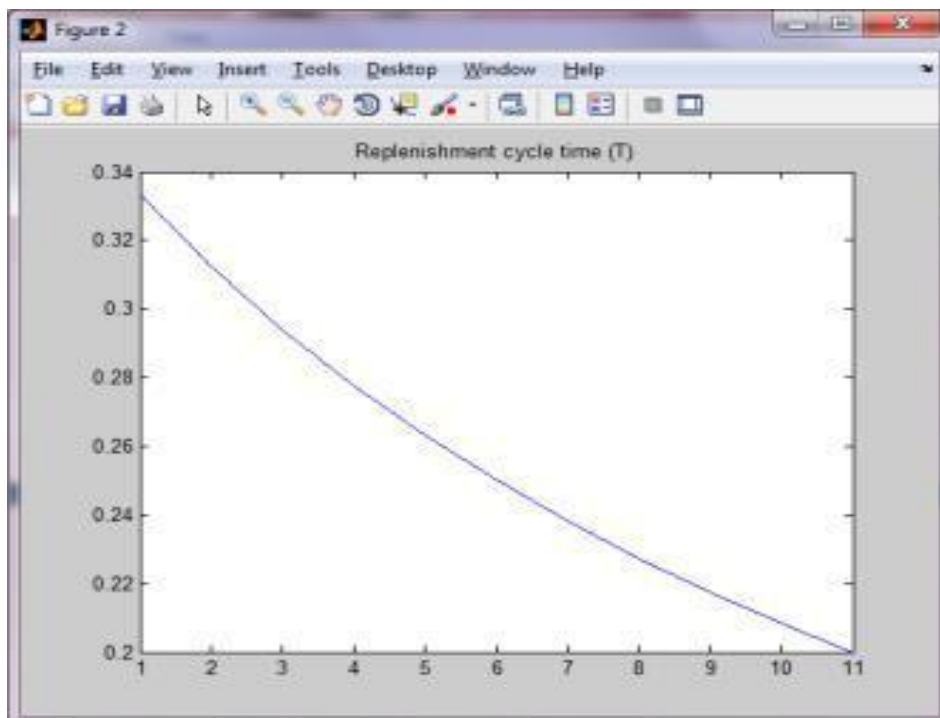 Figure 2
File Edit View Insert Tools Desktop Window Help
Replenishment cycle time (T)
0.34
0.32
0.3
0.28
0.26
0.24
0.22
0.2
1 2 3 4 5 6 7 8 9 10 11